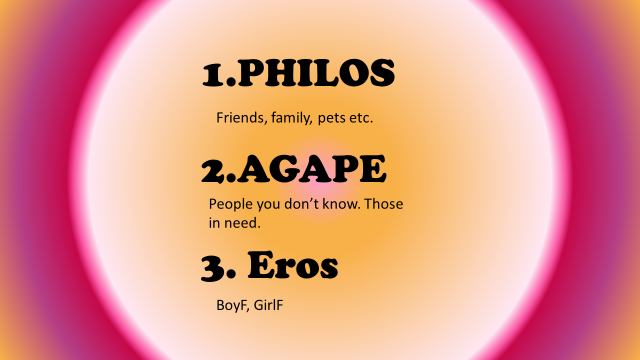 1.PHILOS
Friends, family, pets etc.
2.AGAPE
People you don’t know. Those
in need.
3. Eros
BoyF, GirlF